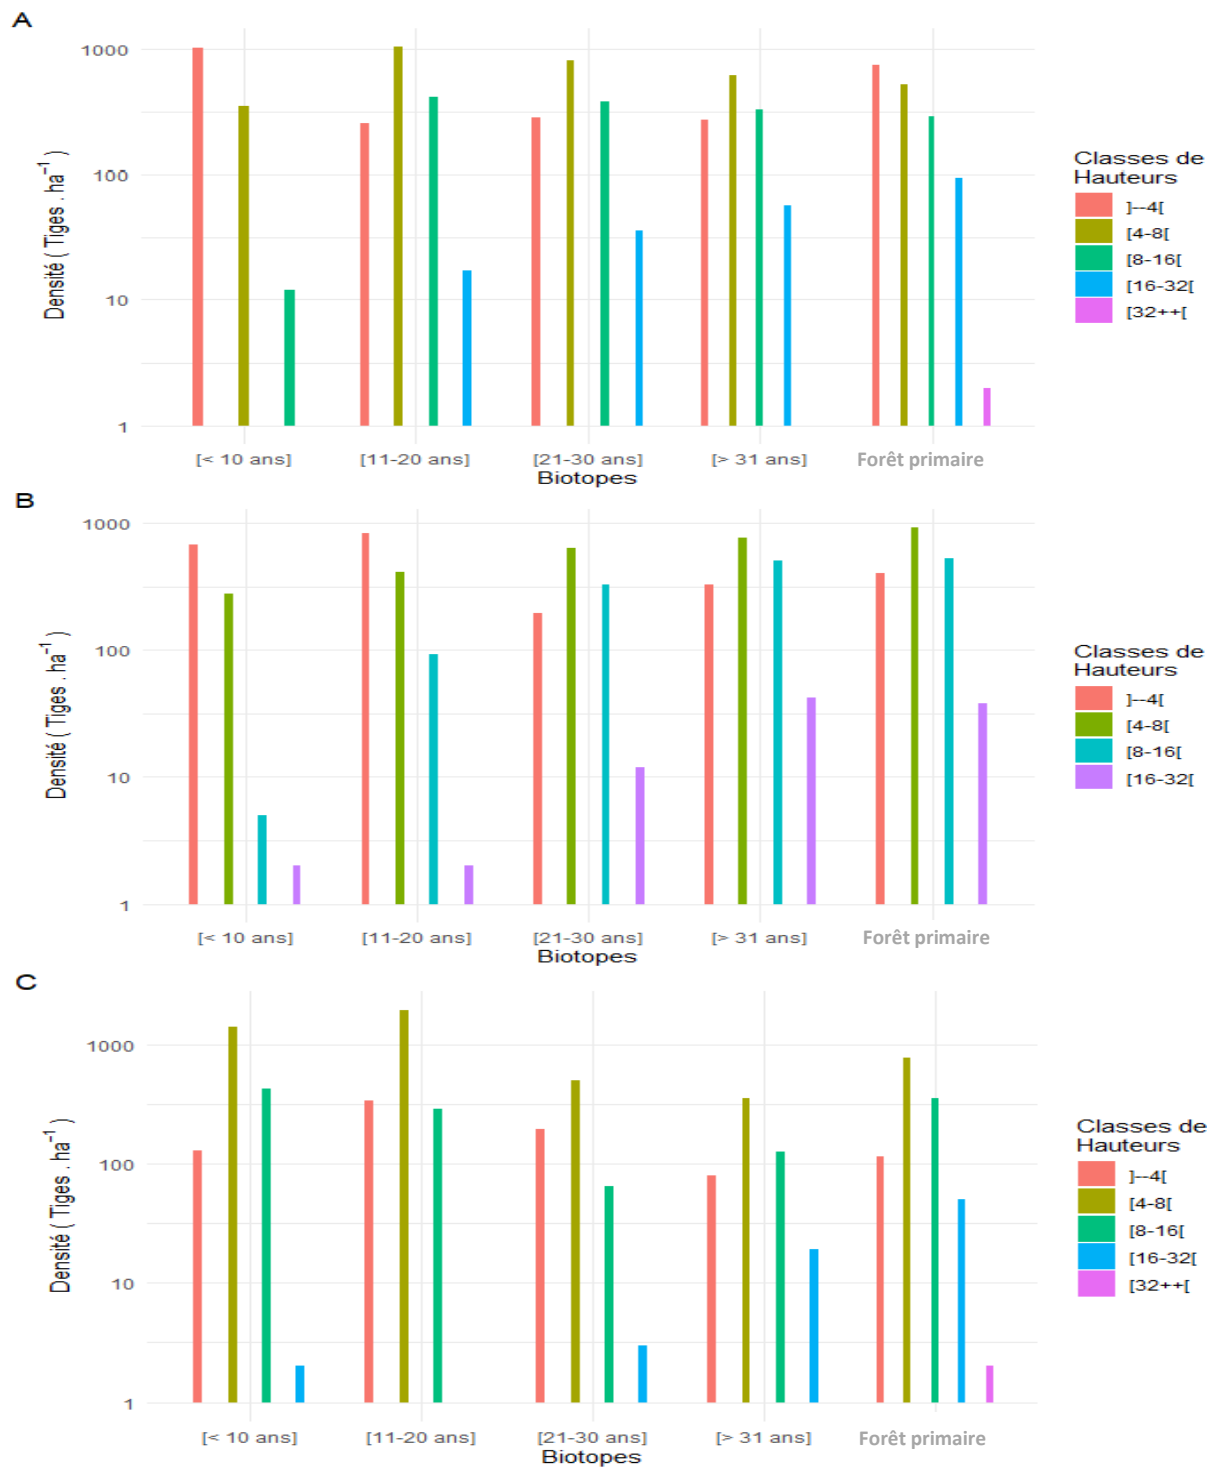 A
1000
100
10
1
Densité ( Tiges . ha⁻¹ )
[< 10 ans]
[11-20 ans]
[21-30 ans]
[> 31 ans]
Forêt primaire
Biotopes
Classes de
Hauteurs
]--4[
[4-8[
[8-16[
[16-32[
[32++[
B
1000
100
10
1
Densité ( Tiges . ha⁻¹ )
[< 10 ans]
[11-20 ans]
[21-30 ans]
[> 31 ans]
Forêt primaire
Biotopes
Classes de
Hauteurs
]--4[
[4-8[
[8-16[
[16-32[
C
1000
100
10
1
Densité ( Tiges . ha⁻¹ )
[< 10 ans]
[11-20 ans]
[21-30 ans]
[> 31 ans]
Forêt primaire
Biotopes
Classes de
Hauteurs
]--4[
[4-8[
[8-16[
[16-32[
[32++[